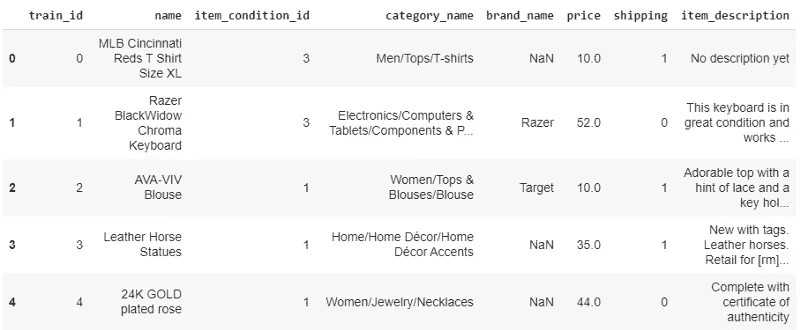 train_id name item_condition_id category_name brand_name price shipping item_description
0 0 MLB Cincinnati Reds T Shirt Size XL 3 Men/Tops/T-shirts NaN 10.0 1 No description yet
1 1 Razer BlackWidow Chroma Keyboard 3 Electronics/Computers & Tablets/Components & P... Razer 52.0 0 This keyboard is in great condition and works ...
2 2 AVA-VIV Blouse 1 Women/Tops & Blouses/Blouse Target 10.0 1 Adorable top with a hint of lace and a key hol...
3 3 Leather Horse Statues 1 Home/Home Décor/Home Décor Accents NaN 35.0 1 New with tags. Leather horses. Retail for [rm]...
4 4 24K GOLD plated rose 1 Women/Jewelry/Necklaces NaN 44.0 0 Complete with certificate of authenticity